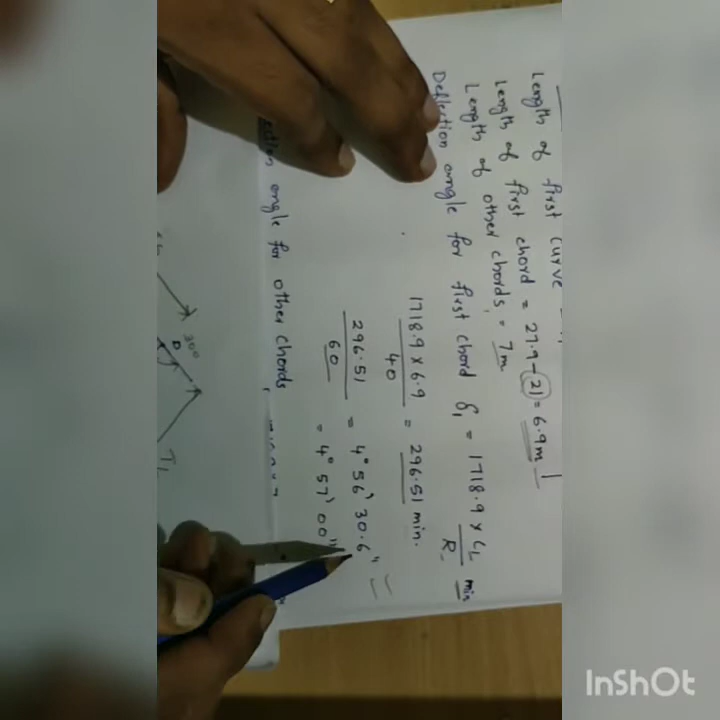 Length of first curve
Length of first chord = 27.9 - 21 = 6.9m
Length of other chords, = 7m
Deflection angle for first chord δ₁ = 1718.9 × CL / R min
1718.9 × 6.9 / 40 = 296.51 min.
296.51 / 60 = 4° 56' 30.6"
= 4° 57' 00"
angle for other chords,
300
D
InShOt